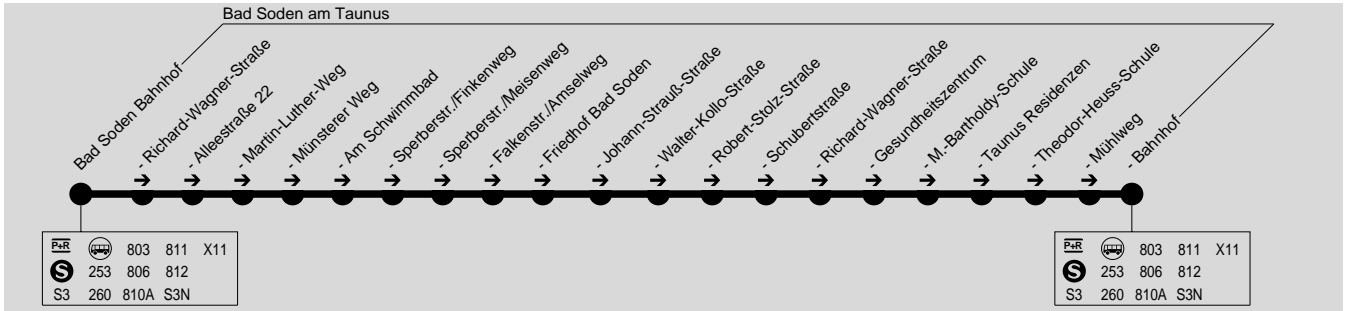 Bad Soden am Taunus
Bad Soden Bahnhof
- Richard-Wagner-Straße
- Alleestraße 22
- Martin-Luther-Weg
- Münsterer Weg
- Am Schwimmbad
- Sperberstr./Finkenweg
- Sperberstr./Meisenweg
- Falkenstr./Amselweg
- Friedhof Bad Soden
- Johann-Strauß-Straße
- Walter-Kollo-Straße
- Robert-Stolz-Straße
- Schubertstraße
- Richard-Wagner-Straße
- Gesundheitszentrum
- M.-Bartholdy-Schule
- Taunus Residenzen
- Theodor-Heuss-Schule
- Mühlweg
- Bahnhof
P+R 803 811 X11
S 253 806 812
S3 260 810A S3N
P+R 803 811 X11
S 253 806 812
S3 260 810A S3N